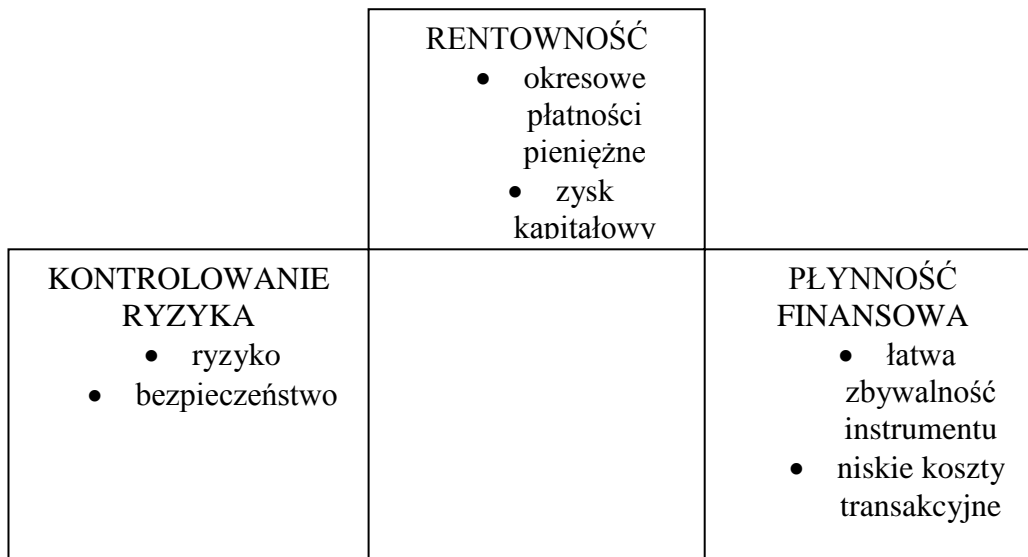 RENTOWNOŚĆ
• okresowe
płatności
pieniężne
• zysk
kapitałowy
KONTROLOWANIE
RYZYKA
• ryzyko
• bezpieczeństwo
PŁYNNOŚĆ
FINANSOWA
• łatwa
zbywalność
instrumentu
• niskie koszty
transakcyjne